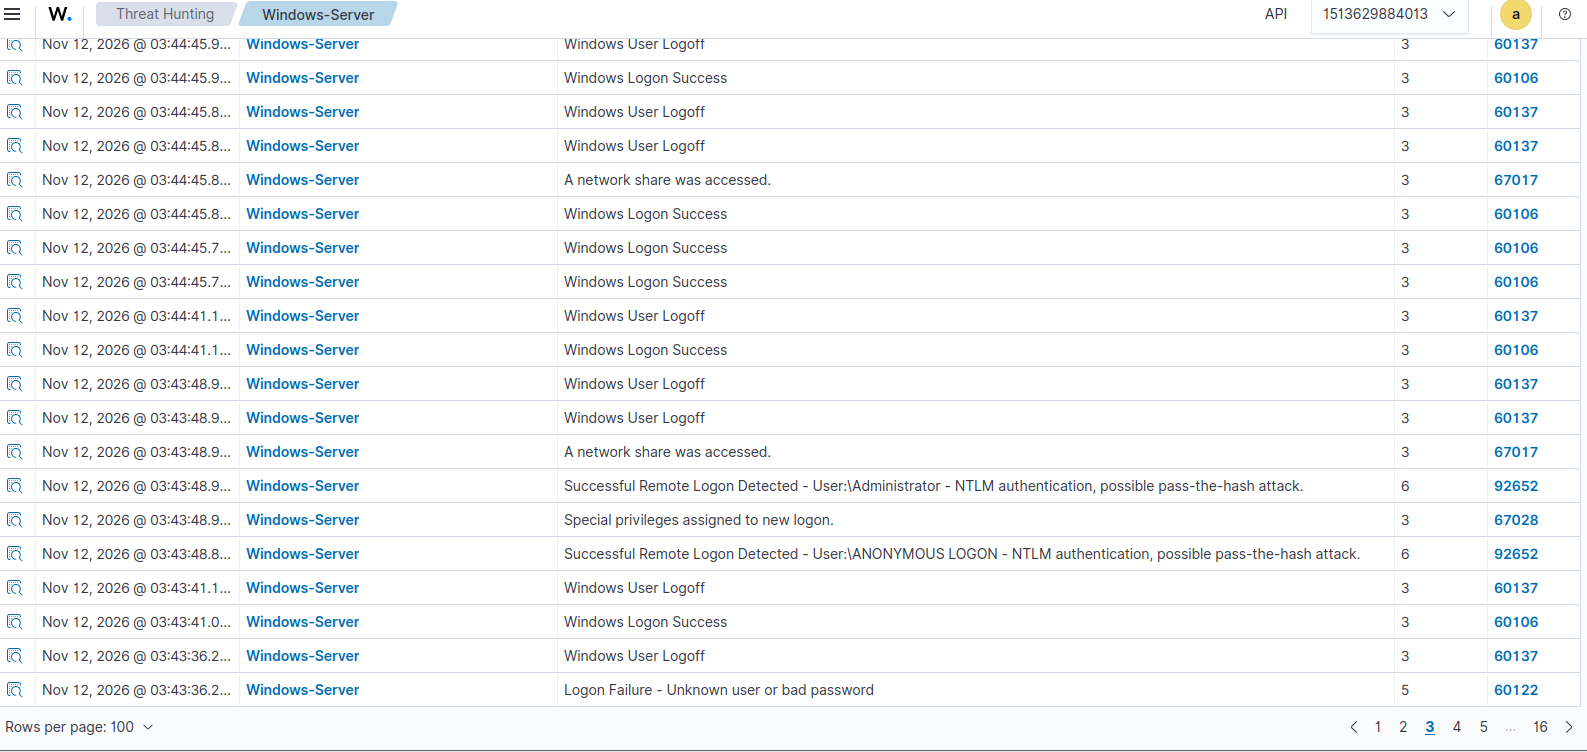 W. Threat Hunting Windows-Server API 1513629884013 a
Nov 12, 2026 @ 03:44:45.9... Windows-Server Windows User Logoff 3 60137
Nov 12, 2026 @ 03:44:45.9... Windows-Server Windows Logon Success 3 60106
Nov 12, 2026 @ 03:44:45.8... Windows-Server Windows User Logoff 3 60137
Nov 12, 2026 @ 03:44:45.8... Windows-Server Windows User Logoff 3 60137
Nov 12, 2026 @ 03:44:45.8... Windows-Server A network share was accessed. 3 67017
Nov 12, 2026 @ 03:44:45.8... Windows-Server Windows Logon Success 3 60106
Nov 12, 2026 @ 03:44:45.7... Windows-Server Windows Logon Success 3 60106
Nov 12, 2026 @ 03:44:45.7... Windows-Server Windows Logon Success 3 60106
Nov 12, 2026 @ 03:44:41.1... Windows-Server Windows User Logoff 3 60137
Nov 12, 2026 @ 03:44:41.1... Windows-Server Windows Logon Success 3 60106
Nov 12, 2026 @ 03:43:48.9... Windows-Server Windows User Logoff 3 60137
Nov 12, 2026 @ 03:43:48.9... Windows-Server Windows User Logoff 3 60137
Nov 12, 2026 @ 03:43:48.9... Windows-Server A network share was accessed. 3 67017
Nov 12, 2026 @ 03:43:48.9... Windows-Server Successful Remote Logon Detected - User:\Administrator - NTLM authentication, possible pass-the-hash attack. 6 92652
Nov 12, 2026 @ 03:43:48.9... Windows-Server Special privileges assigned to new logon. 3 67028
Nov 12, 2026 @ 03:43:48.8... Windows-Server Successful Remote Logon Detected - User:\ANONYMOUS LOGON - NTLM authentication, possible pass-the-hash attack. 6 92652
Nov 12, 2026 @ 03:43:41.1... Windows-Server Windows User Logoff 3 60137
Nov 12, 2026 @ 03:43:41.0... Windows-Server Windows Logon Success 3 60106
Nov 12, 2026 @ 03:43:36.2... Windows-Server Windows User Logoff 3 60137
Nov 12, 2026 @ 03:43:36.2... Windows-Server Logon Failure - Unknown user or bad password 5 60122
Rows per page: 100 1 2 3 4 5 ... 16